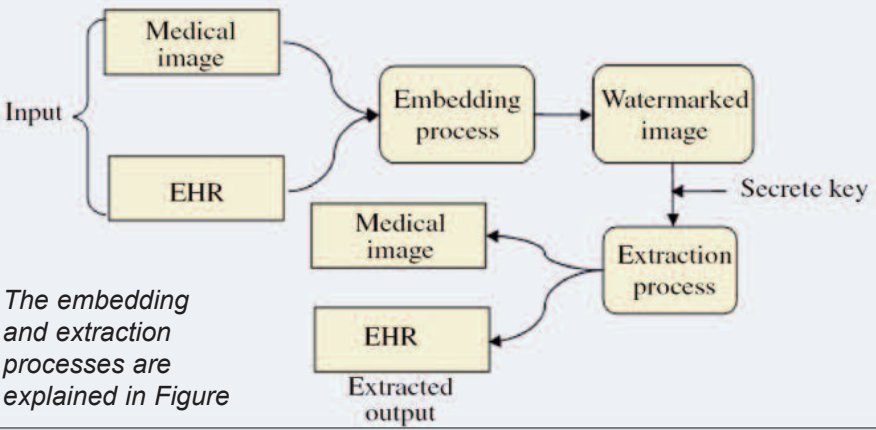 Medical
image
Input
EHR
Embedding
process
Watermarked
image
Secrete key
Extraction
process
Medical
image
EHR
Extracted
output
The embedding
and extraction
processes are
explained in Figure